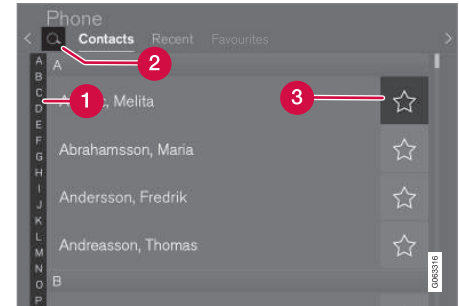 Phone
< Contacts Recent Favourites >
2
A
A
B
C
D
E
F
G
H
I
J
K
L
M
N
O
P
1
, Melita
3
Abrahamsson, Maria
Andersson, Fredrik
Andreasson, Thomas
B
G063316